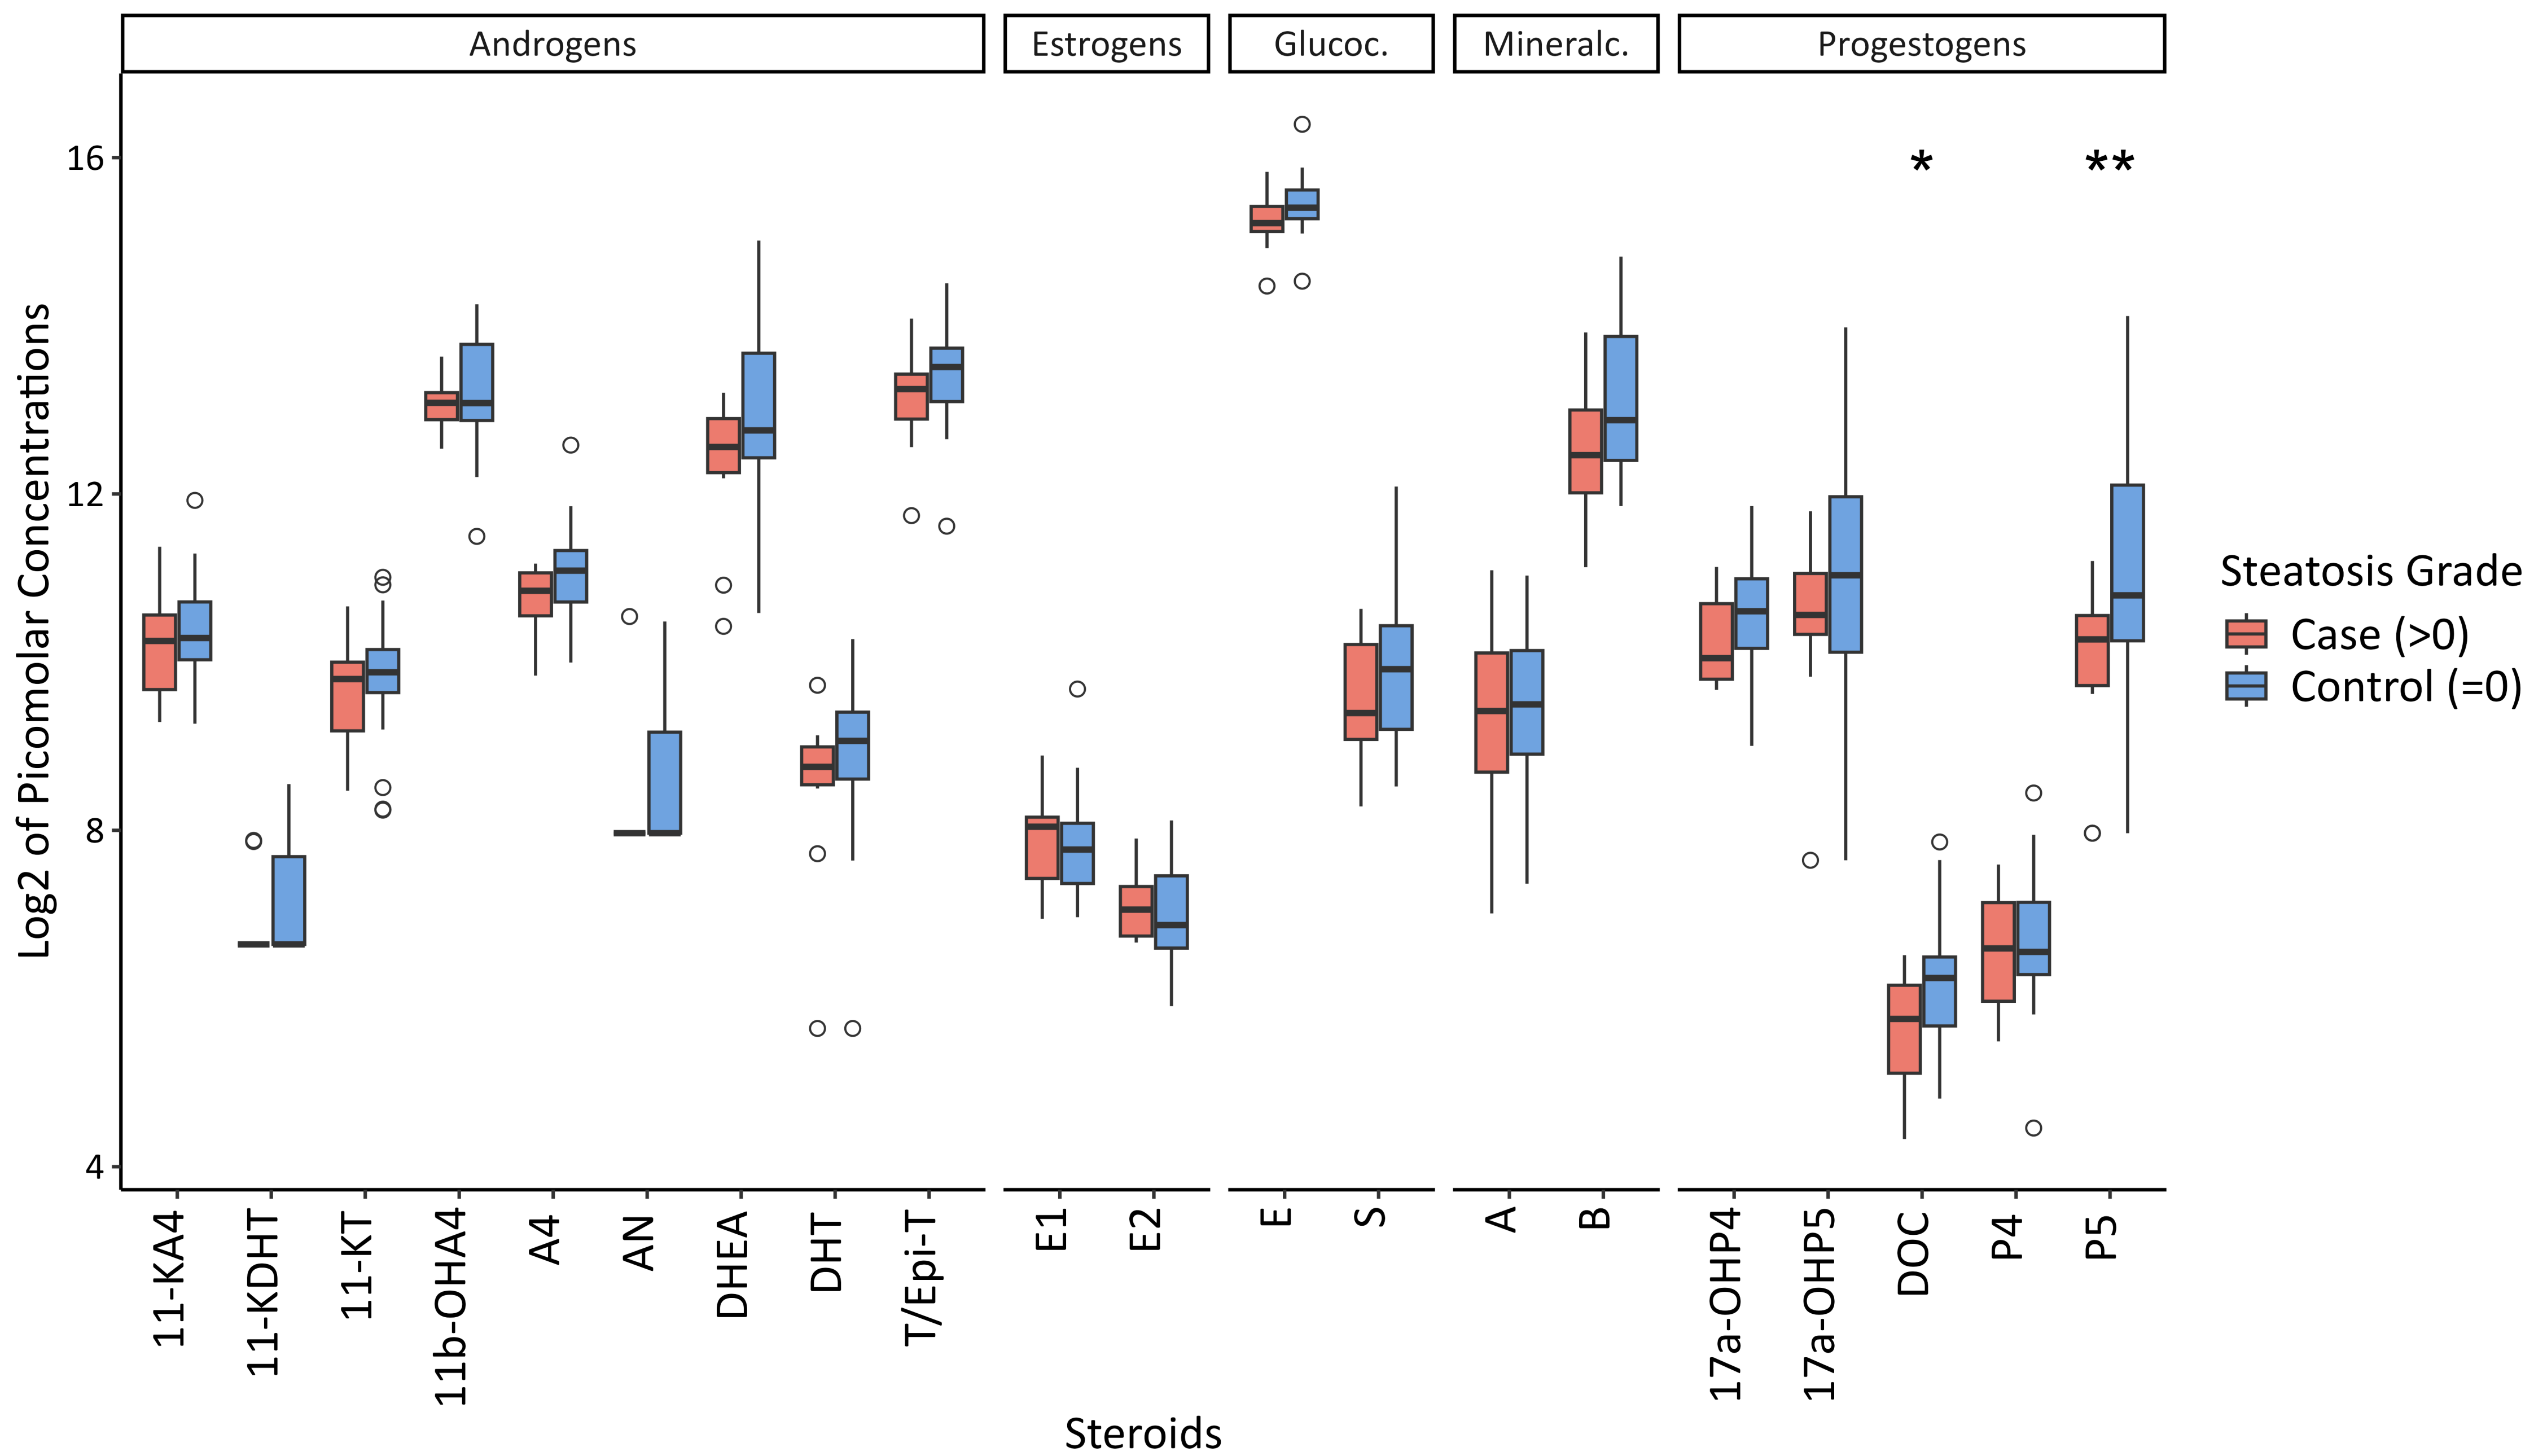 Androgens
Estrogens
Glucoc.
Mineralc.
Progestogens
Log2 of Picomolar Concentrations
16
12
8
4
*
**
11-KA4
11-KDHT
11-KT
11b-OHA4
A4
AN
DHEA
DHT
T/Epi-T
E1
E2
E
S
A
B
17a-OHP4
17a-OHP5
DOC
P4
P5
Steroids
Steatosis Grade
Case (>0)
Control (=0)